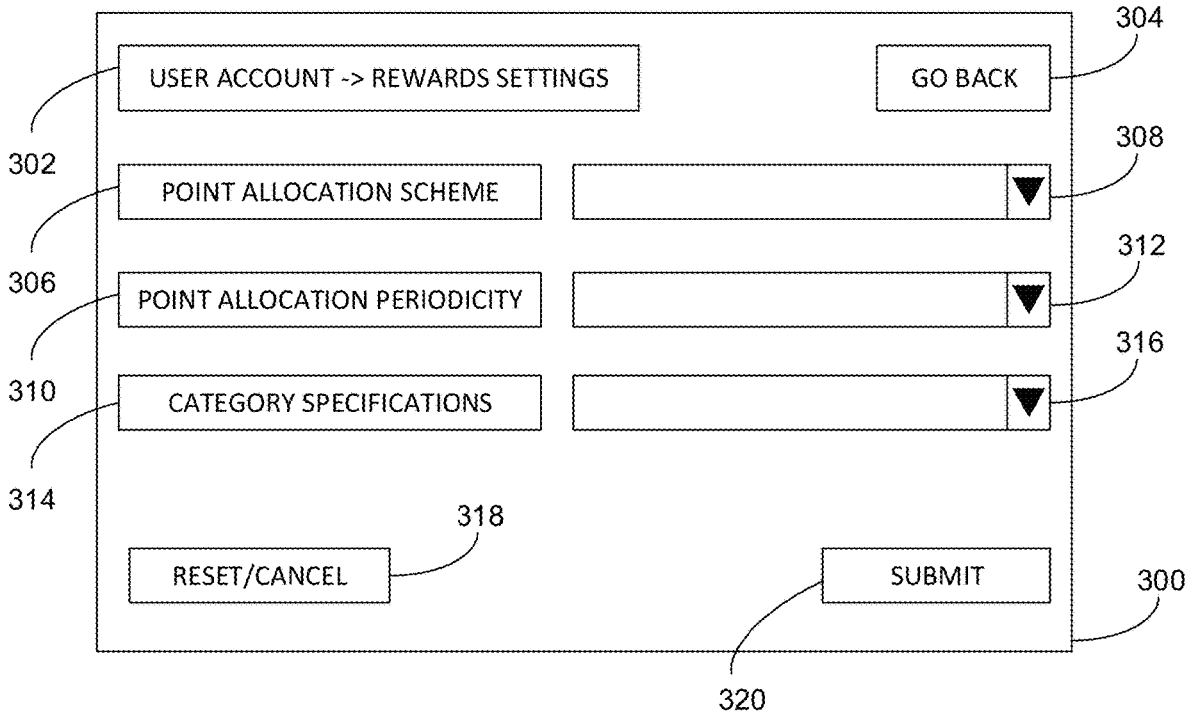 304
USER ACCOUNT -> REWARDS SETTINGS
GO BACK
302
308
POINT ALLOCATION SCHEME
306
312
POINT ALLOCATION PERIODICITY
310
316
CATEGORY SPECIFICATIONS
314
318
RESET/CANCEL
SUBMIT
300
320